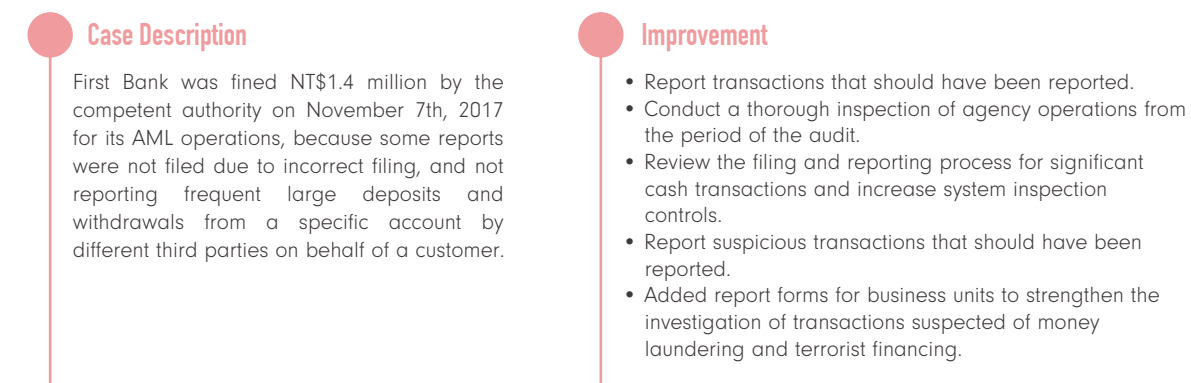 Case Description
First Bank was fined NT$1.4 million by the
competent authority on November 7th, 2017
for its AML operations, because some reports
were not filed due to incorrect filing, and not
reporting frequent large deposits and
withdrawals from a specific account by
different third parties on behalf of a customer.
Improvement
• Report transactions that should have been reported.
• Conduct a thorough inspection of agency operations from
the period of the audit.
• Review the filing and reporting process for significant
cash transactions and increase system inspection
controls.
• Report suspicious transactions that should have been
reported.
• Added report forms for business units to strengthen the
investigation of transactions suspected of money
laundering and terrorist financing.